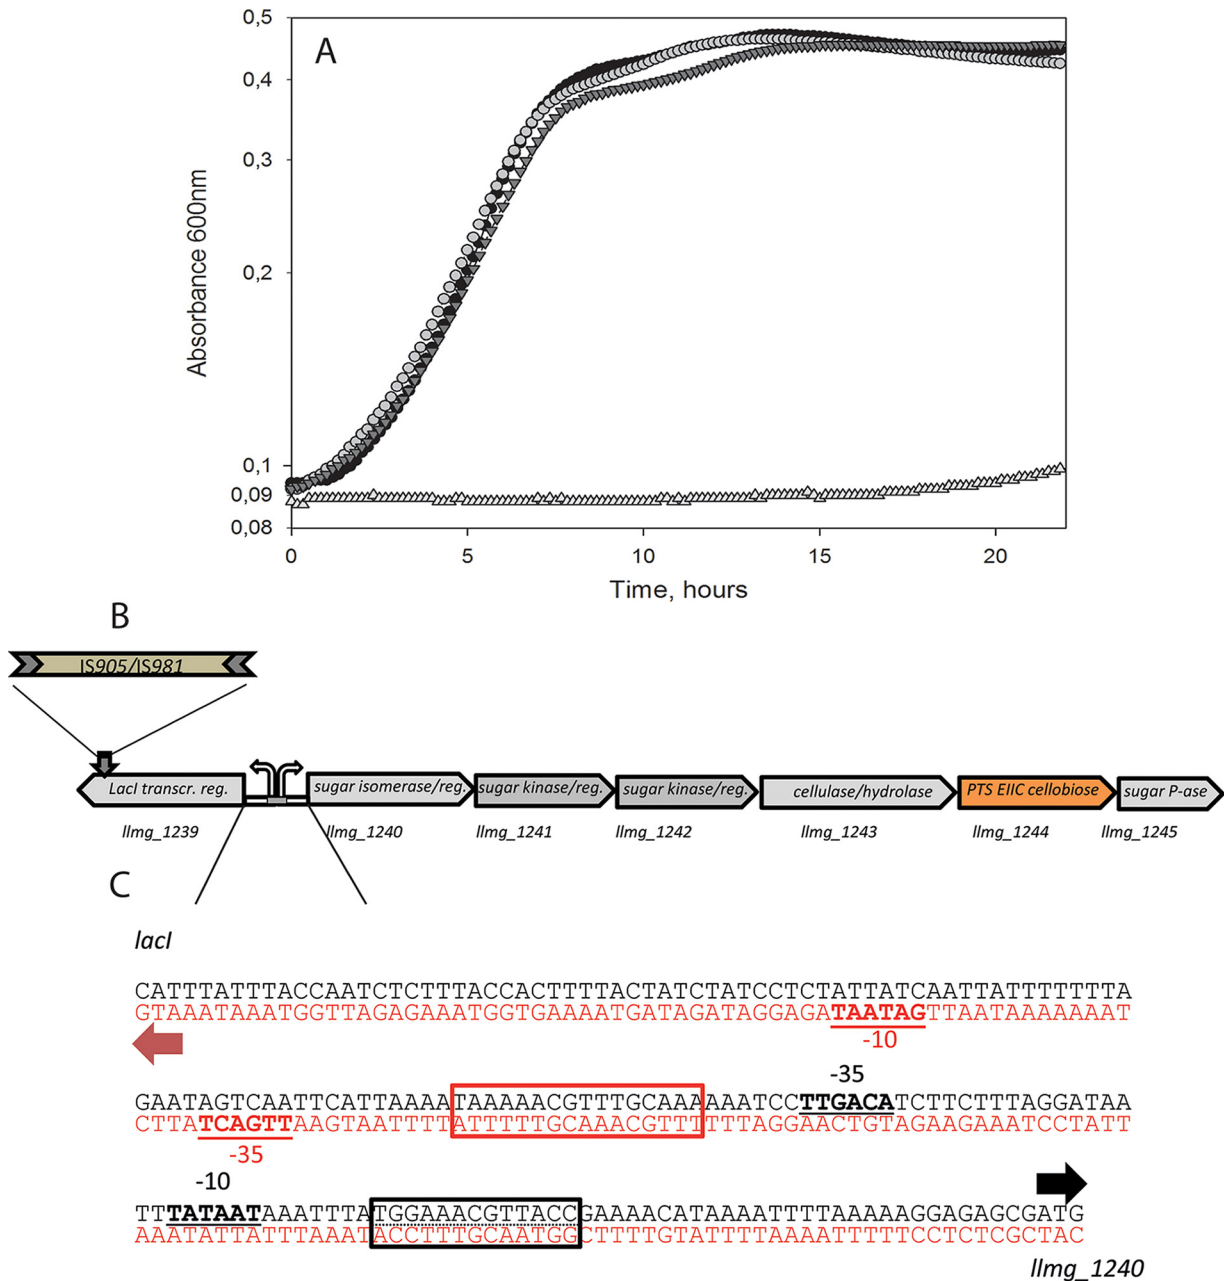 A
0,5
0,4
0,3
0,2
0,1
0,09
0,08
Absorbance 600nm
0 5 10 15 20
Time, hours
B
IS905/IS981
LacI transcr. reg. sugar isomerase/reg. sugar kinase/reg. sugar kinase/reg. cellulase/hydrolase PTS EIIC cellobiose sugar P-ase
llmg_1239 llmg_1240 llmg_1241 llmg_1242 llmg_1243 llmg_1244 llmg_1245
C
lacI
CATTTATTTACCAATCTCTTTACCACTTTTACTATCTATCCTCTATTATCAATTATTTTTTTA
GTAAATAAATGGTTAGAGAAATGGTGAAAATGATAGATAGGAGATAATAGTTAATAAAAAAAT
-10
-35
GAATAGTCAATTCATTAAAATAAAAACGTTTGCAAAAAATCCTTGACATCTTCTTTAGGATAA
CTTATCAGTTAAGTAATTTTATTTTTGCAAACGTTTTTTAGGAACTGTAGAAGAAATCCTATT
-35
-10
TTTATAATAAATTTATGGAAACGTTACCGAAAACATAAAATTTTAAAAAGGAGAGCGATG
AAATATTATTTAAATACCTTTGCAATGGCTTTTGTATTTTAAAATTTTTCCTCTCGCTAC
llmg_1240